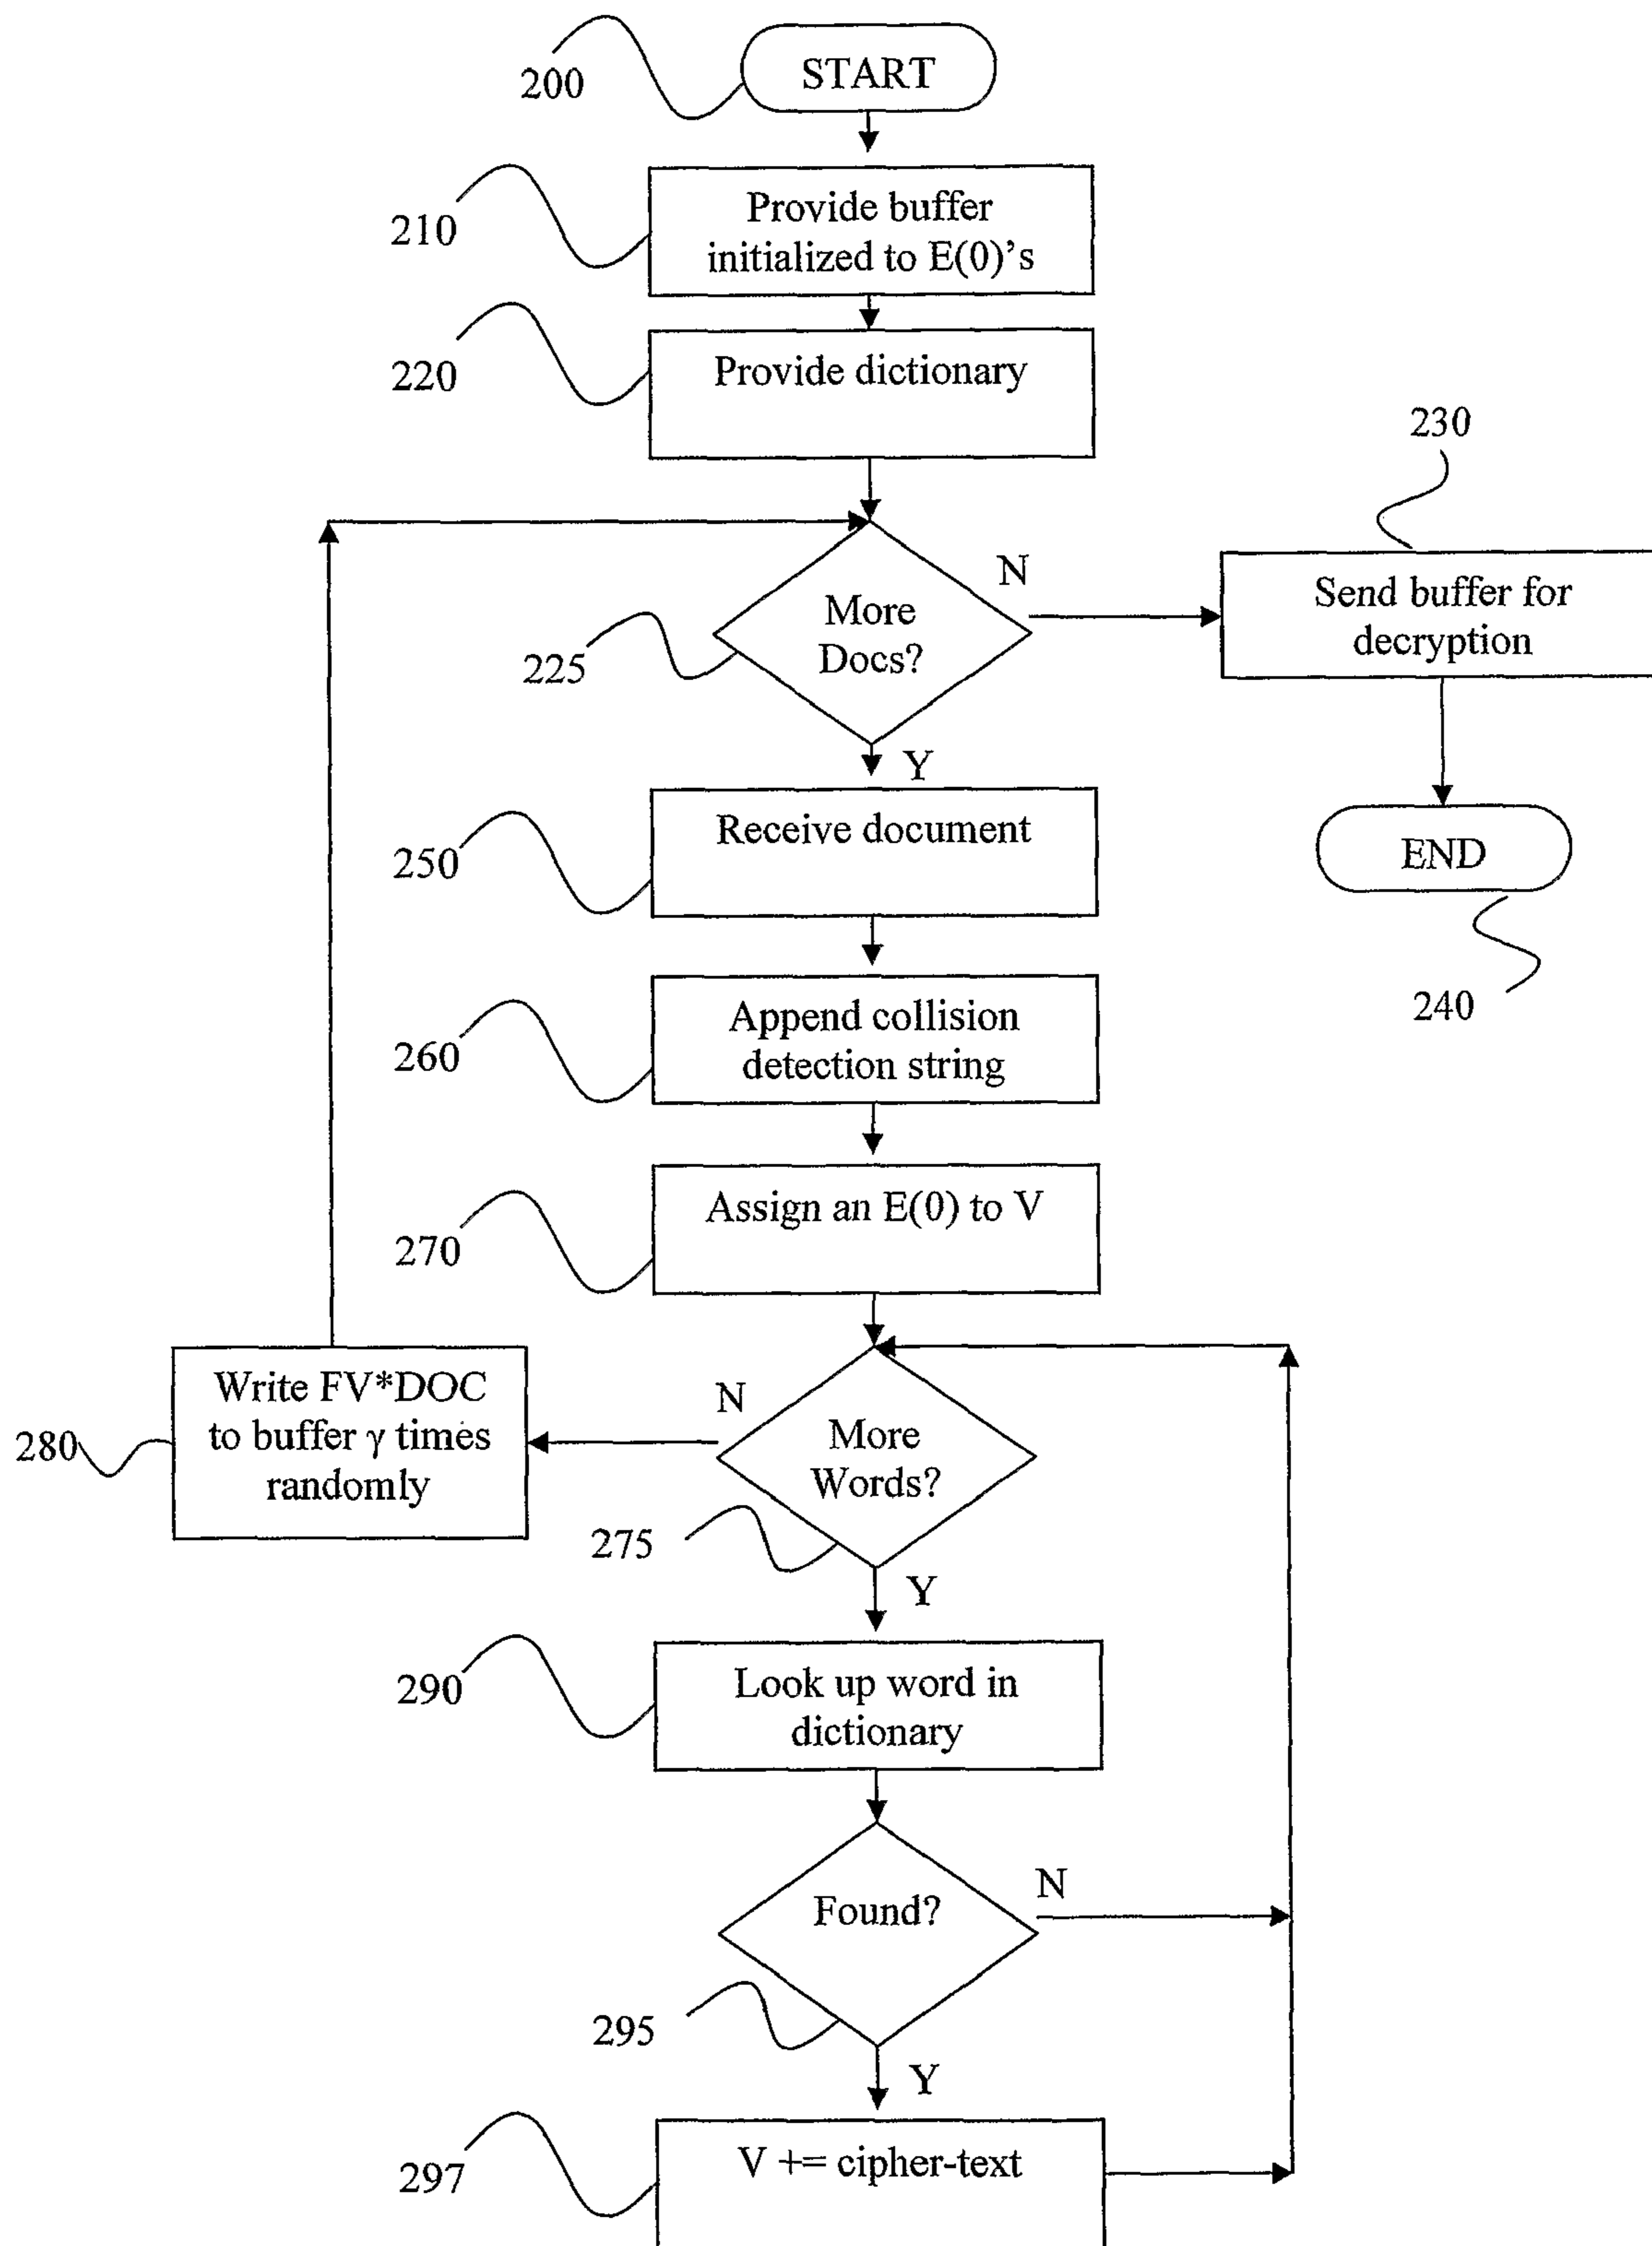 200
START
210
Provide buffer
initialized to E(0)'s
220
Provide dictionary
230
Send buffer for
decryption
N
More
Docs?
225
Y
250
Receive document
END
240
260
Append collision
detection string
270
Assign an E(0) to V
280
Write FV*DOC
to buffer γ times
randomly
N
More
Words?
275
Y
290
Look up word in
dictionary
Found?
N
295
Y
297
V += cipher-text